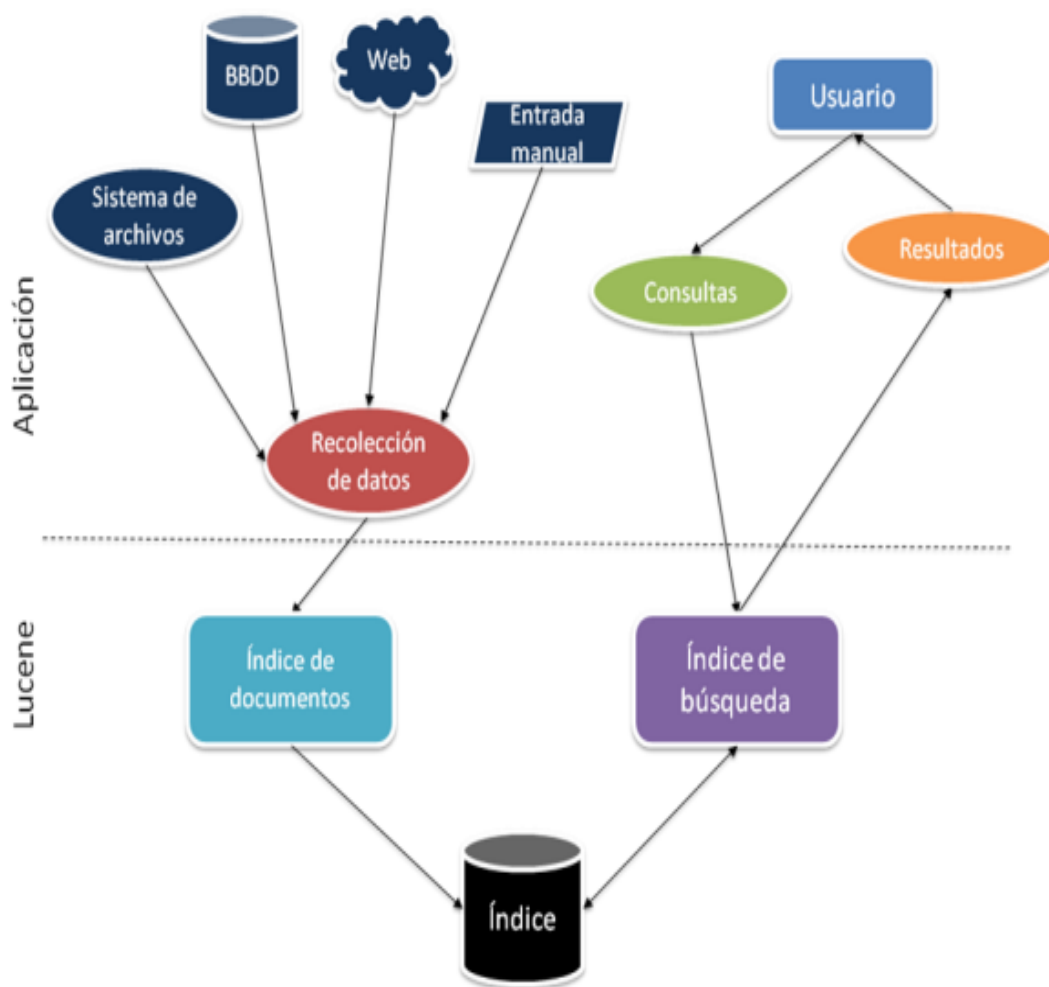 BBDD
Web
Entrada
manual
Usuario
Sistema de
archivos
Consultas
Resultados
Aplicación
Recolección
de datos
Lucene
Índice de
documentos
Índice de
búsqueda
Índice